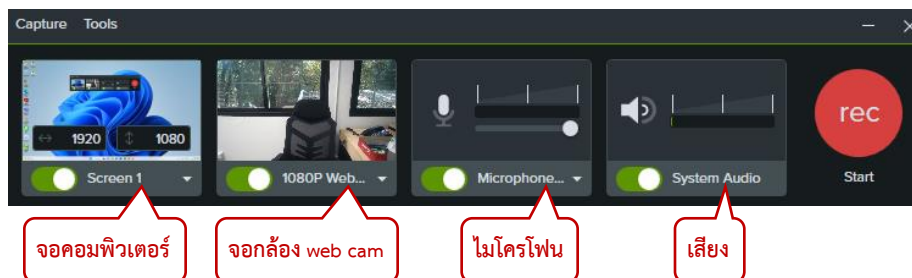 Capture Tools
1920 1080
rec
Screen 1 1080P Web... Microphone... System Audio Start
จอคอมพิวเตอร์ จอกล้อง web cam ไมโครโฟน เสียง